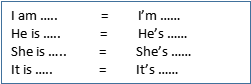 I am ..... = I'm ......
He is ..... = He's ......
She is ..... = She's ......
It is ..... = It's ......